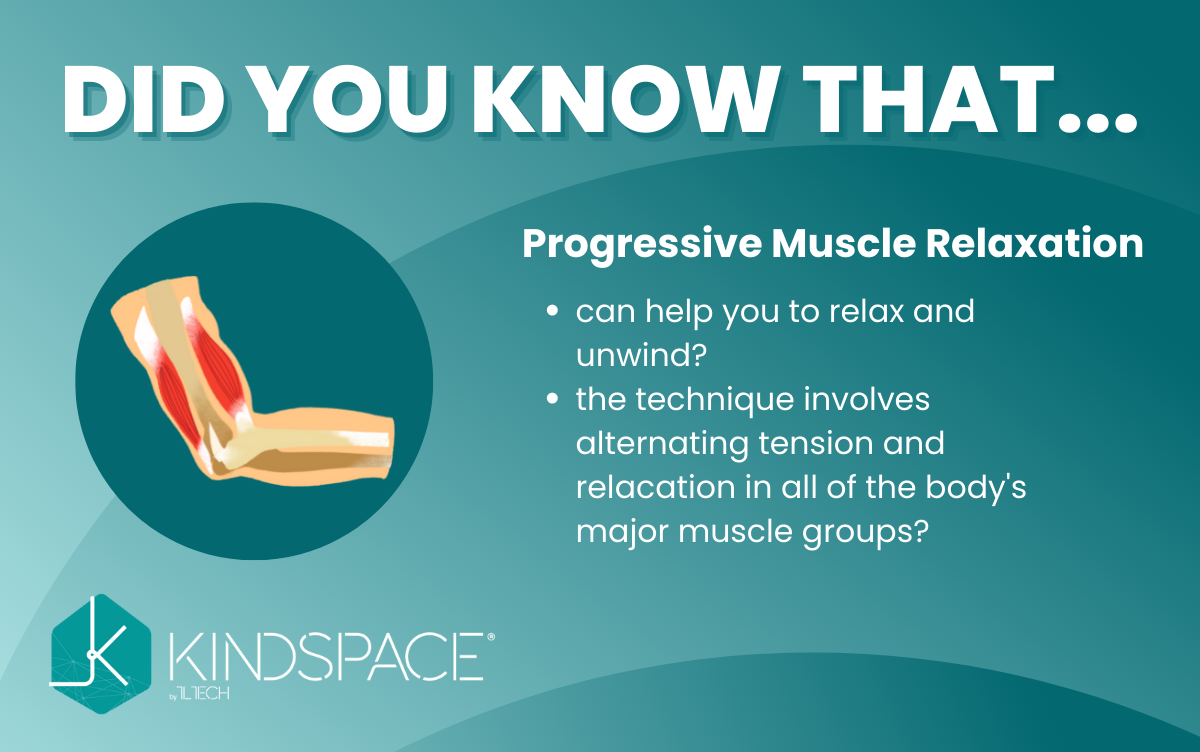 DID YOU KNOW THAT...
Progressive Muscle Relaxation
• can help you to relax and
unwind?
• the technique involves
alternating tension and
relacation in all of the body's
major muscle groups?
KINDSPACE®
by 1LTECH